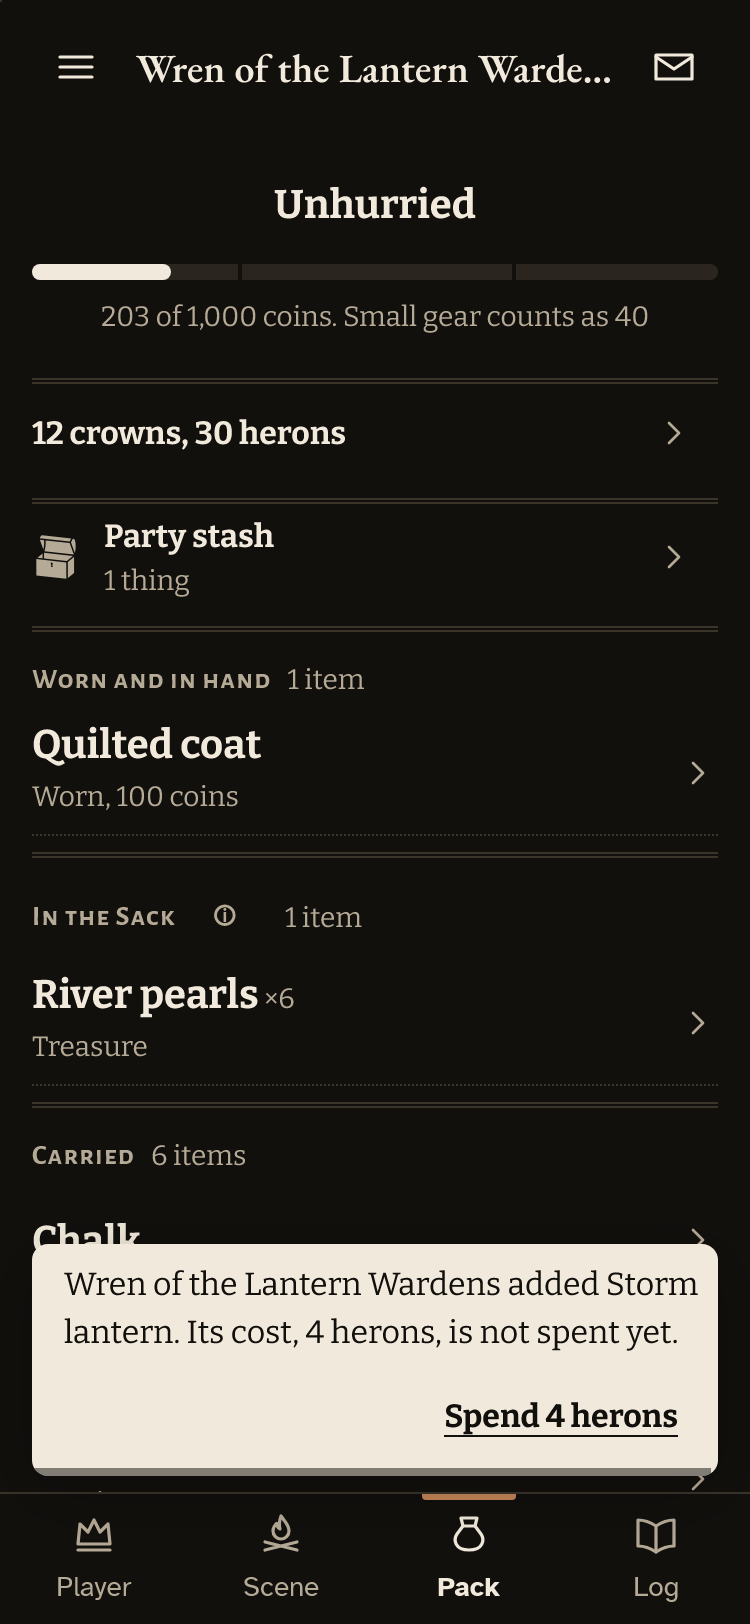 Wren of the Lantern Warde...
Unhurried
203 of 1,000 coins. Small gear counts as 40
12 crowns, 30 herons
Party stash
1 thing
Worn and in hand 1 item
Quilted coat
Worn, 100 coins
In the Sack 1 item
River pearls ×6
Treasure
Carried 6 items
Chalk
Wren of the Lantern Wardens added Storm
lantern. Its cost, 4 herons, is not spent yet.
Spend 4 herons
Player Scene Pack Log